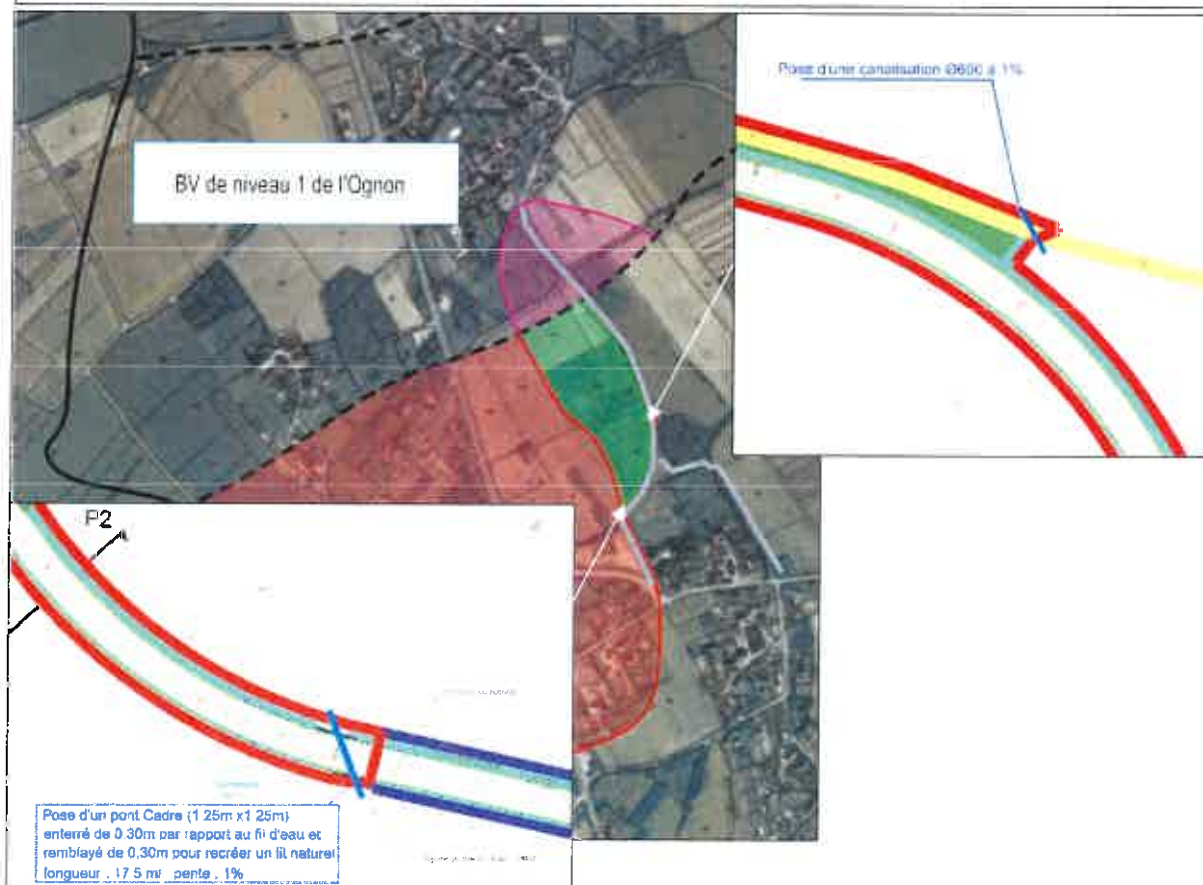 Pose d'une canalisation Ø600 à 1%
BV de niveau 1 de l'Ognon
P2
Pose d'un pont Cadre (1.25m x1.25m)
enterré de 0.30m par rapport au fil d'eau et
remblayé de 0,30m pour recréer un lit naturel
longueur : 17.5 ml pente : 1%